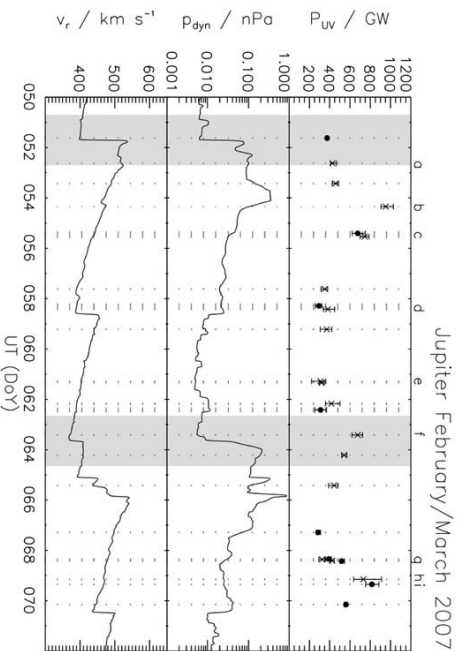 Jupiter February/March 2007
a b c d e f g hi
P_UV / GW
1200
1000
800
600
400
200
p_dyn / nPa
1.000
0.100
0.010
0.001
v_r / km s⁻¹
600
500
400
050 052 054 056 058 060 062 064 066 068 070
UT (DoY)